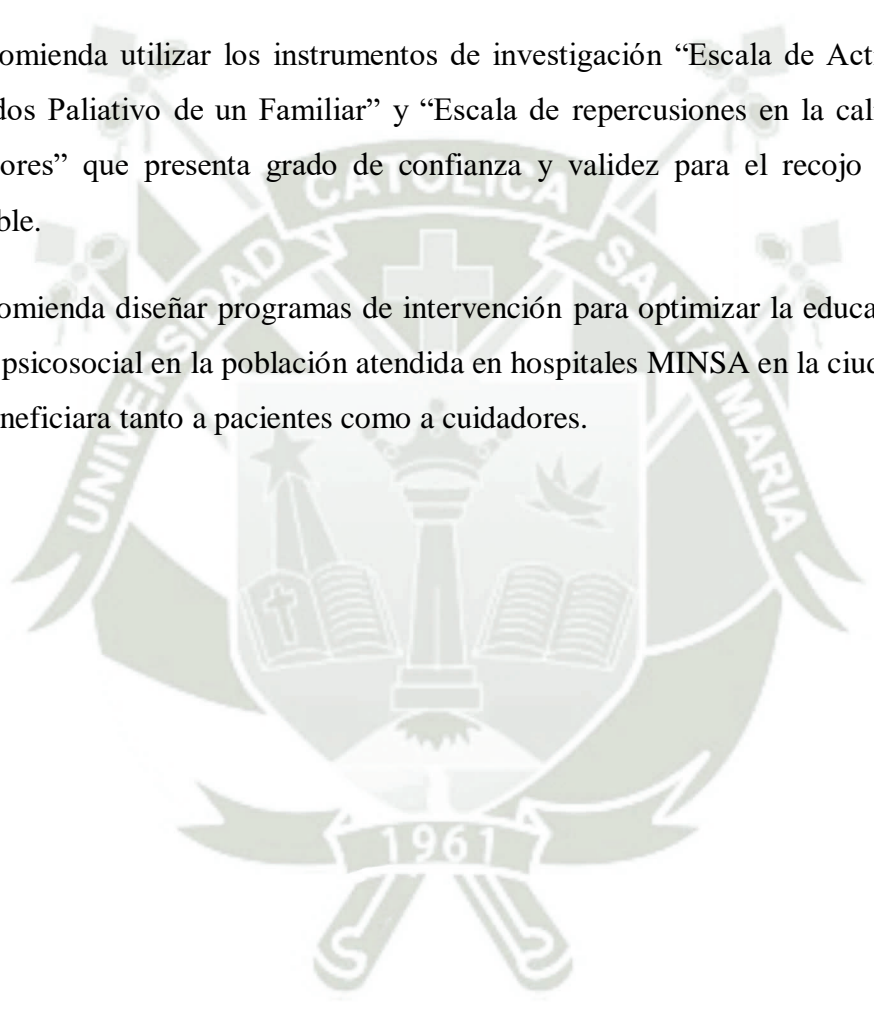 omienda utilizar los instrumentos de investigación “Escala de Act
dos Paliativo de un Familiar” y “Escala de repercusiones en la cal
ores” que presenta grado de confianza y validez para el recojo
ble.
omienda diseñar programas de intervención para optimizar la educa
psicosocial en la población atendida en hospitales MINSA en la ciud
neficiara tanto a pacientes como a cuidadores.
UNIVERSIDAD CATOLICA SANTA MARIA
1961